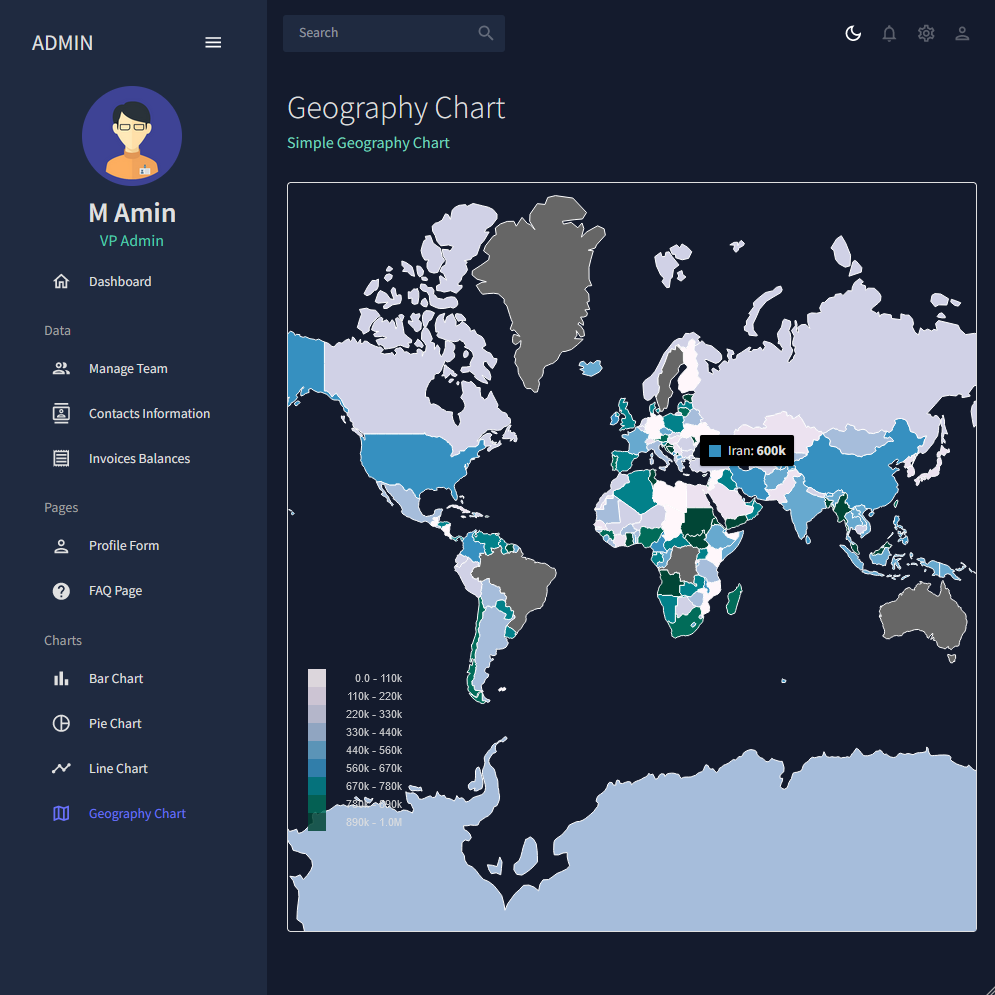 ADMIN
M Amin
VP Admin
Dashboard
Data
Manage Team
Contacts Information
Invoices Balances
Pages
Profile Form
FAQ Page
Charts
Bar Chart
Pie Chart
Line Chart
Geography Chart
Search
Geography Chart
Simple Geography Chart
Iran: 600k
0.0 - 110k
110k - 220k
220k - 330k
330k - 440k
440k - 560k
560k - 670k
670k - 780k
780k - 890k
890k - 1.0M